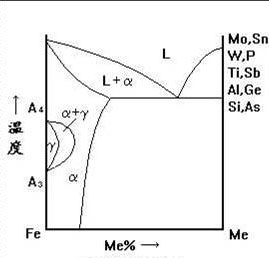 L
Mo,Sn
W,P
Ti,Sb
Al,Ge
Si,As
L+α
A₄
α+γ
↑
温度
γ
α
A₃
Fe
Me
Me% →